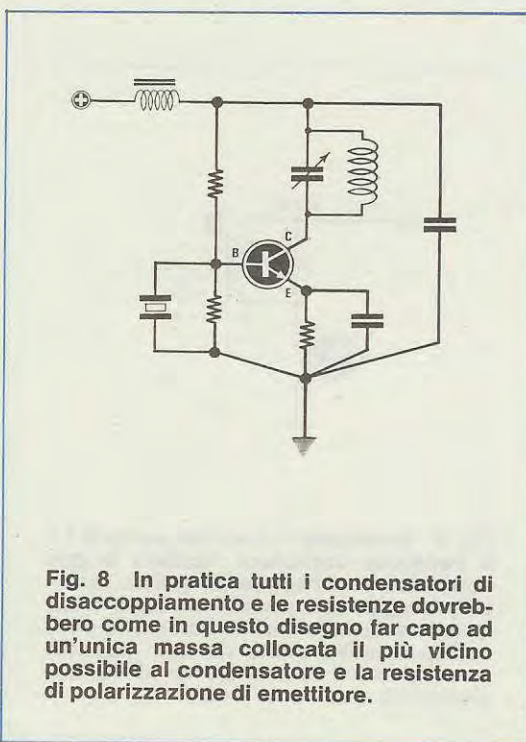 C
B
E
Fig. 8 In pratica tutti i condensatori di
disaccoppiamento e le resistenze dovreb-
bero come in questo disegno far capo ad
un'unica massa collocata il più vicino
possibile al condensatore e la resistenza
di polarizzazione di emettitore.